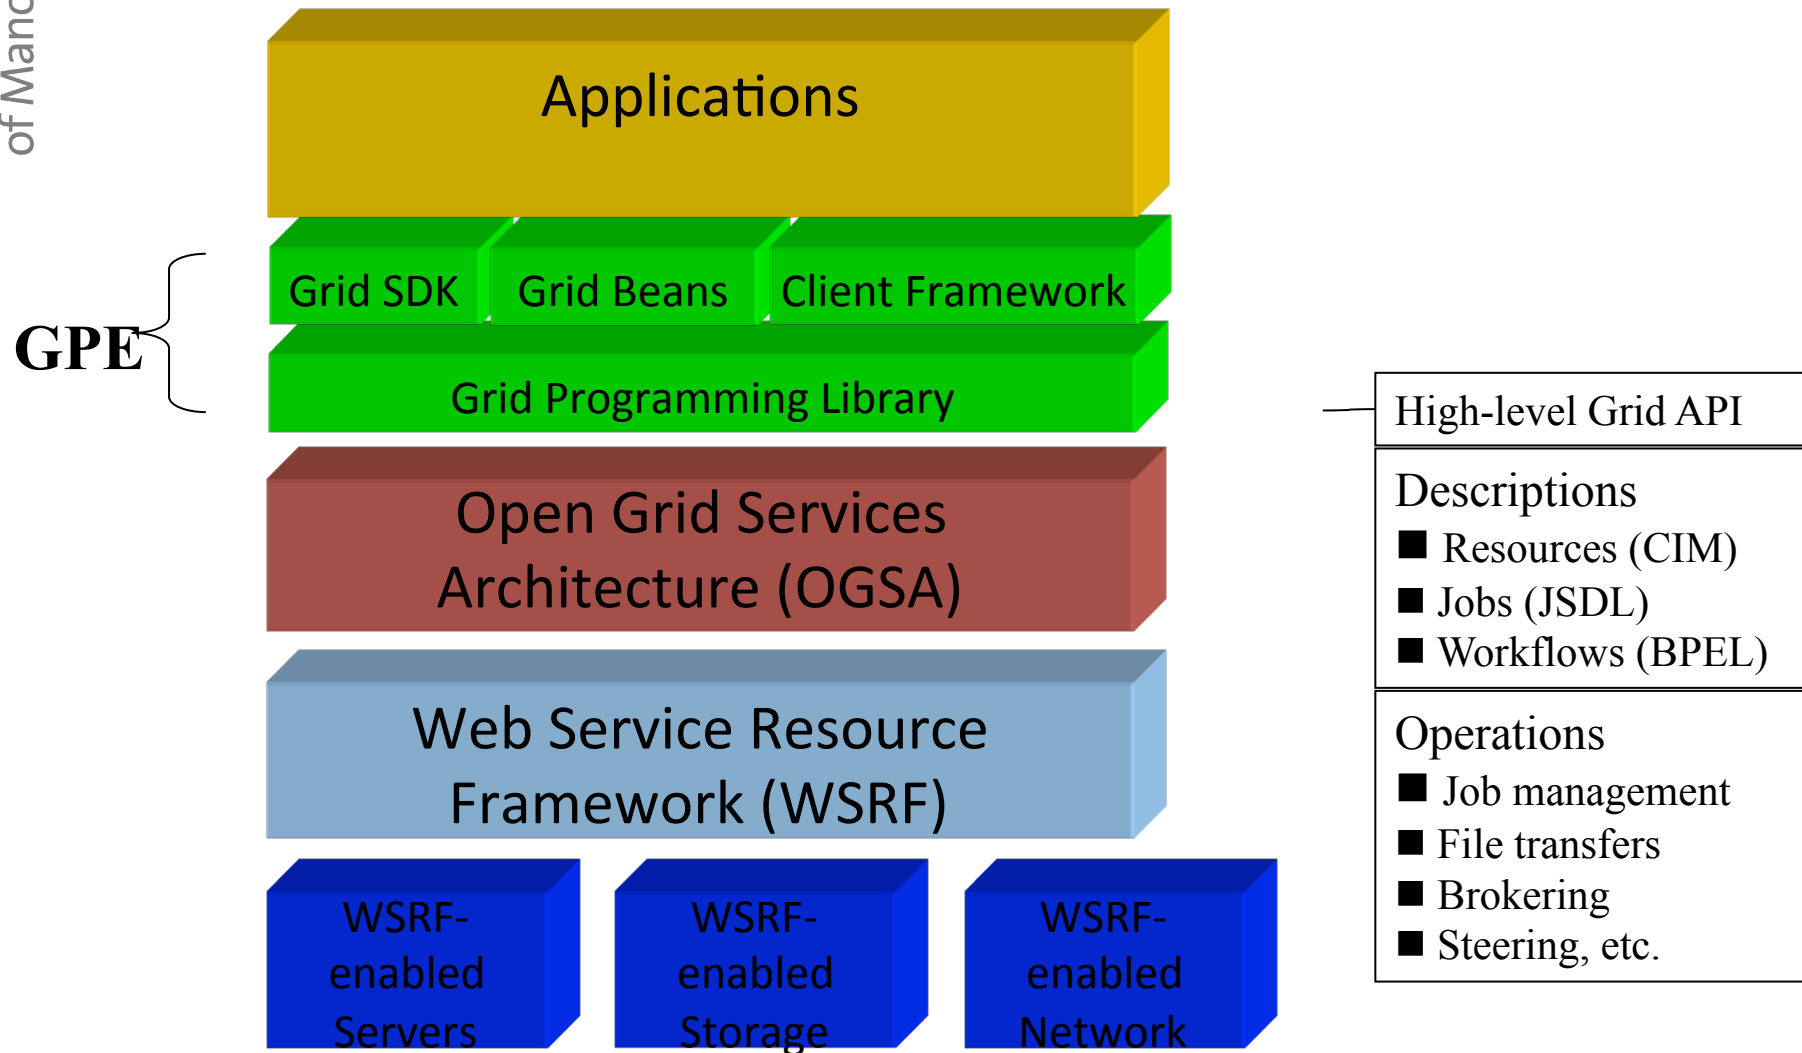 of Manc
Applications
Grid SDK
Grid Beans
Client Framework
GPE
Grid Programming Library
Open Grid Services
Architecture (OGSA)
Web Service Resource
Framework (WSRF)
WSRF-
enabled
Servers
WSRF-
enabled
Storage
WSRF-
enabled
Network
High-level Grid API
Descriptions
■ Resources (CIM)
■ Jobs (JSDL)
■ Workflows (BPEL)
Operations
■ Job management
■ File transfers
■ Brokering
■ Steering, etc.